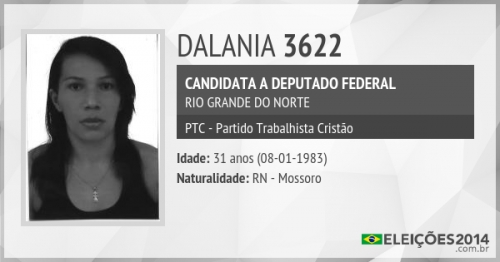 DALANIA 3622
CANDIDATA A DEPUTADO FEDERAL
RIO GRANDE DO NORTE
PTC - Partido Trabalhista Cristão
Idade: 31 anos (08-01-1983)
Naturalidade: RN - Mossoro
ELEIÇÕES2014
.com.br